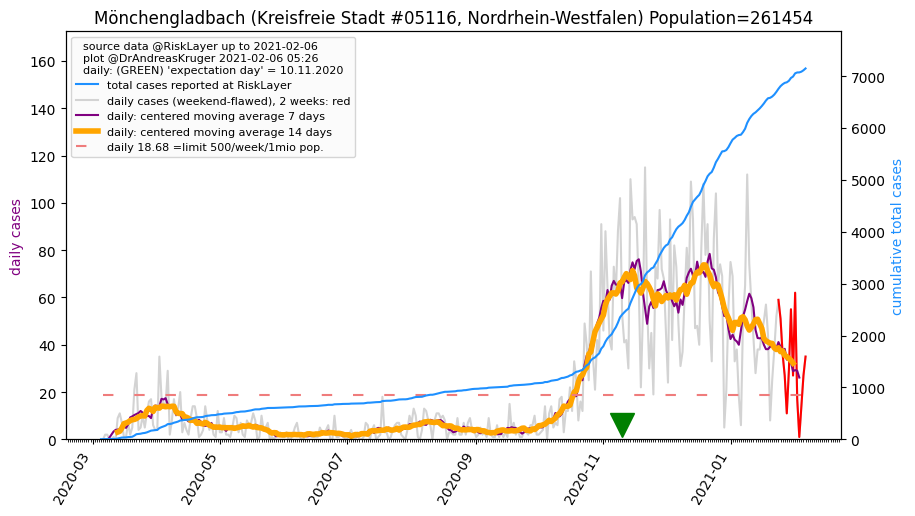 Mönchengladbach (Kreisfreie Stadt #05116, Nordrhein-Westfalen) Population=261454
source data @RiskLayer up to 2021-02-06
plot @DrAndreasKruger 2021-02-06 05:26
daily: (GREEN) 'expectation day' = 10.11.2020
total cases reported at RiskLayer
daily cases (weekend-flawed), 2 weeks: red
daily: centered moving average 7 days
daily: centered moving average 14 days
daily 18.68 =limit 500/week/1mio pop.
daily cases
160
140
120
100
80
60
40
20
0
cumulative total cases
7000
6000
5000
4000
3000
2000
1000
0
2020-03
2020-05
2020-07
2020-09
2020-11
2021-01